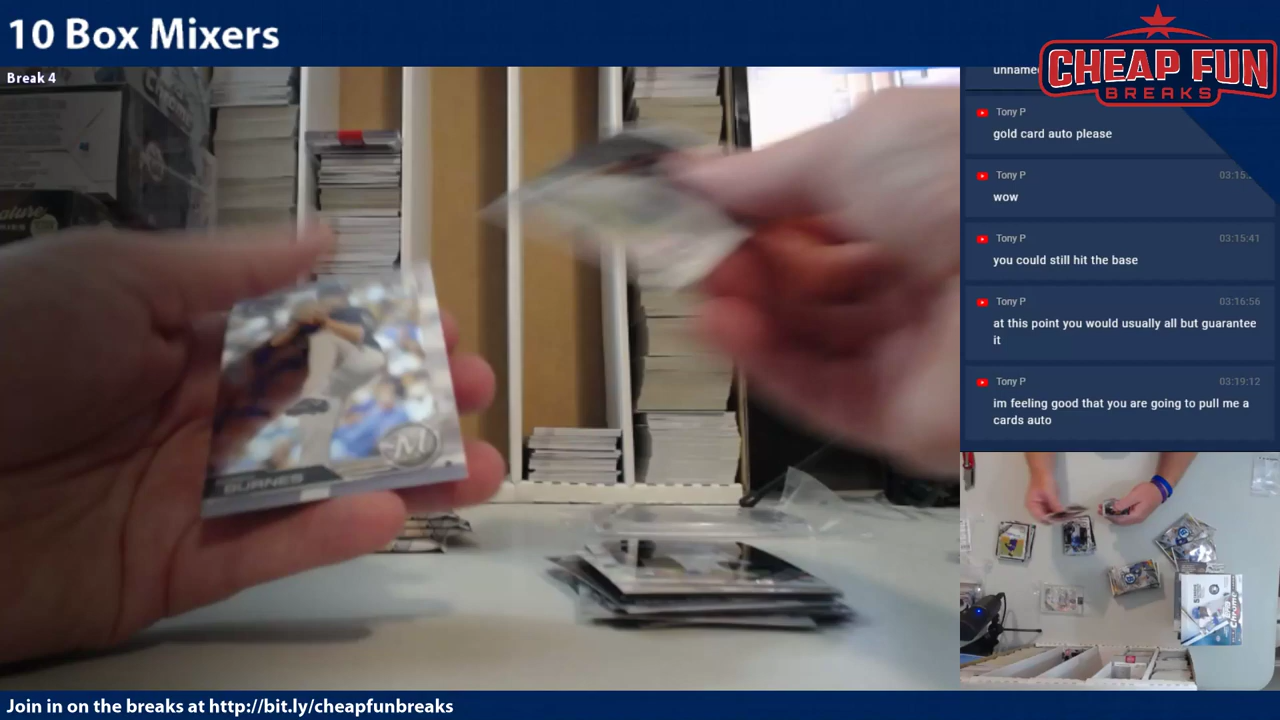 10 Box Mixers
Break 4
CHEAP FUN
BREAKS
Tony P
gold card auto please
Tony P
wow
Tony P
03:15:41
you could still hit the base
Tony P
03:16:56
at this point you would usually all but guarantee
it
Tony P
03:19:12
im feeling good that you are going to pull me a
cards auto
BURNES
M
Chrome
Join in on the breaks at http://bit.ly/cheapfunbreaks